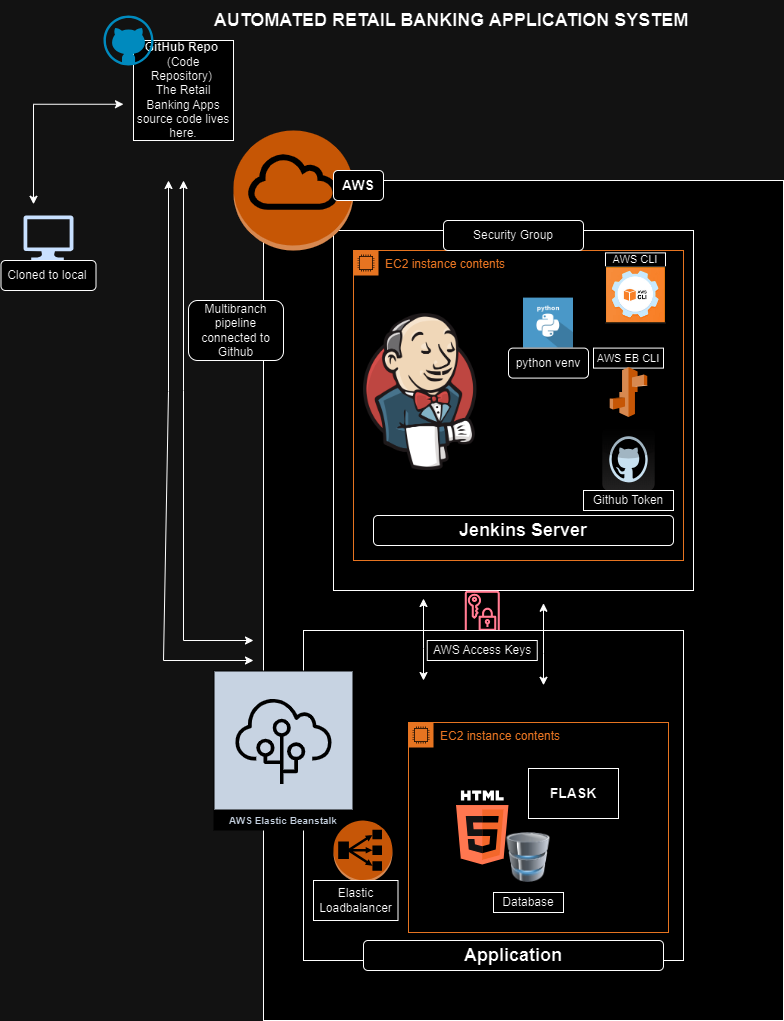 AUTOMATED RETAIL BANKING APPLICATION SYSTEM
GitHub Repo
(Code
Repository)
The Retail
Banking Apps
source code lives
here.
AWS
Cloned to local
Security Group
EC2 instance contents
AWS CLI
AWS
CLI
python
python venv
AWS EB CLI
Multibranch
pipeline
connected to
Github
Github Token
Jenkins Server
AWS Access Keys
EC2 instance contents
HTML
5
FLASK
AWS Elastic Beanstalk
Elastic
Loadbalancer
Database
Application